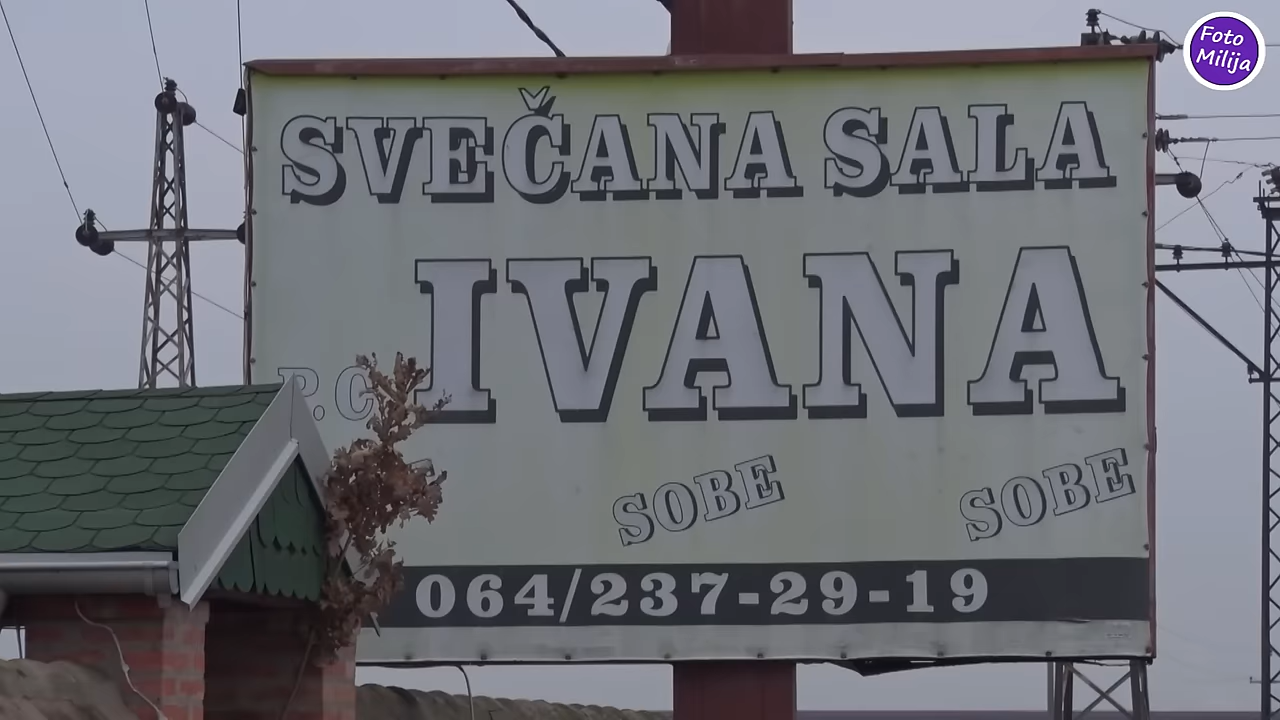 Foto
Milija
SVEČANA SALA
P.C. IVANA
SOBE SOBE
064/237-29-19